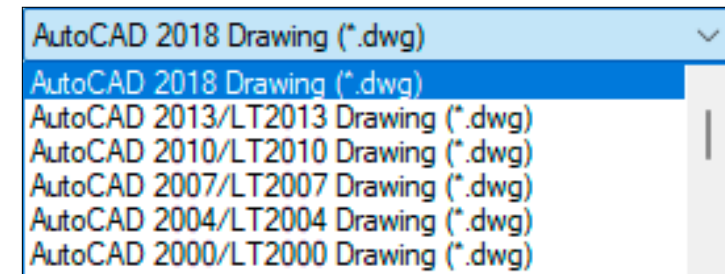 AutoCAD 2018 Drawing (*.dwg)
AutoCAD 2018 Drawing (*.dwg)
AutoCAD 2013/LT2013 Drawing (*.dwg)
AutoCAD 2010/LT2010 Drawing (*.dwg)
AutoCAD 2007/LT2007 Drawing (*.dwg)
AutoCAD 2004/LT2004 Drawing (*.dwg)
AutoCAD 2000/LT2000 Drawing (*.dwg)